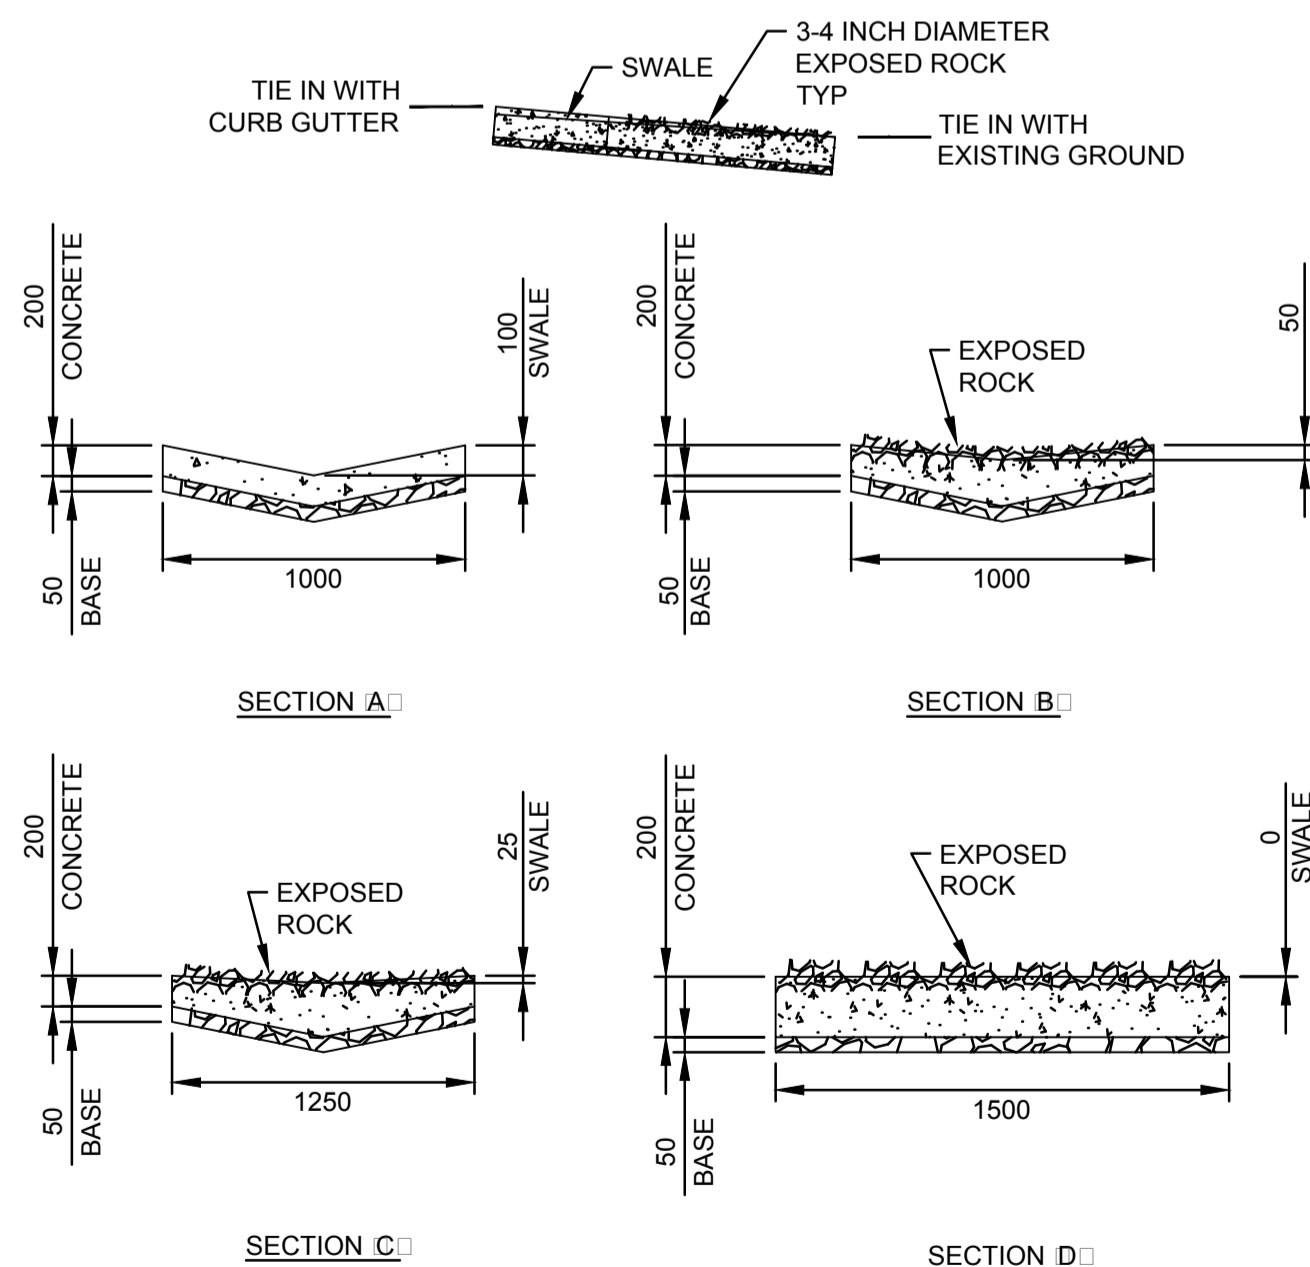 3-4 INCH DIAMETER
EXPOSED ROCK
TYP
SWALE
TIE IN WITH
CURB GUTTER
TIE IN WITH
EXISTING GROUND
200
CONCRETE
100
SWALE
50
BASE
1000
SECTION A
200
CONCRETE
EXPOSED
ROCK
50
50
BASE
1000
SECTION B
200
CONCRETE
EXPOSED
ROCK
25
SWALE
50
BASE
1250
SECTION C
200
CONCRETE
EXPOSED
ROCK
0
SWALE
50
BASE
1500
SECTION D